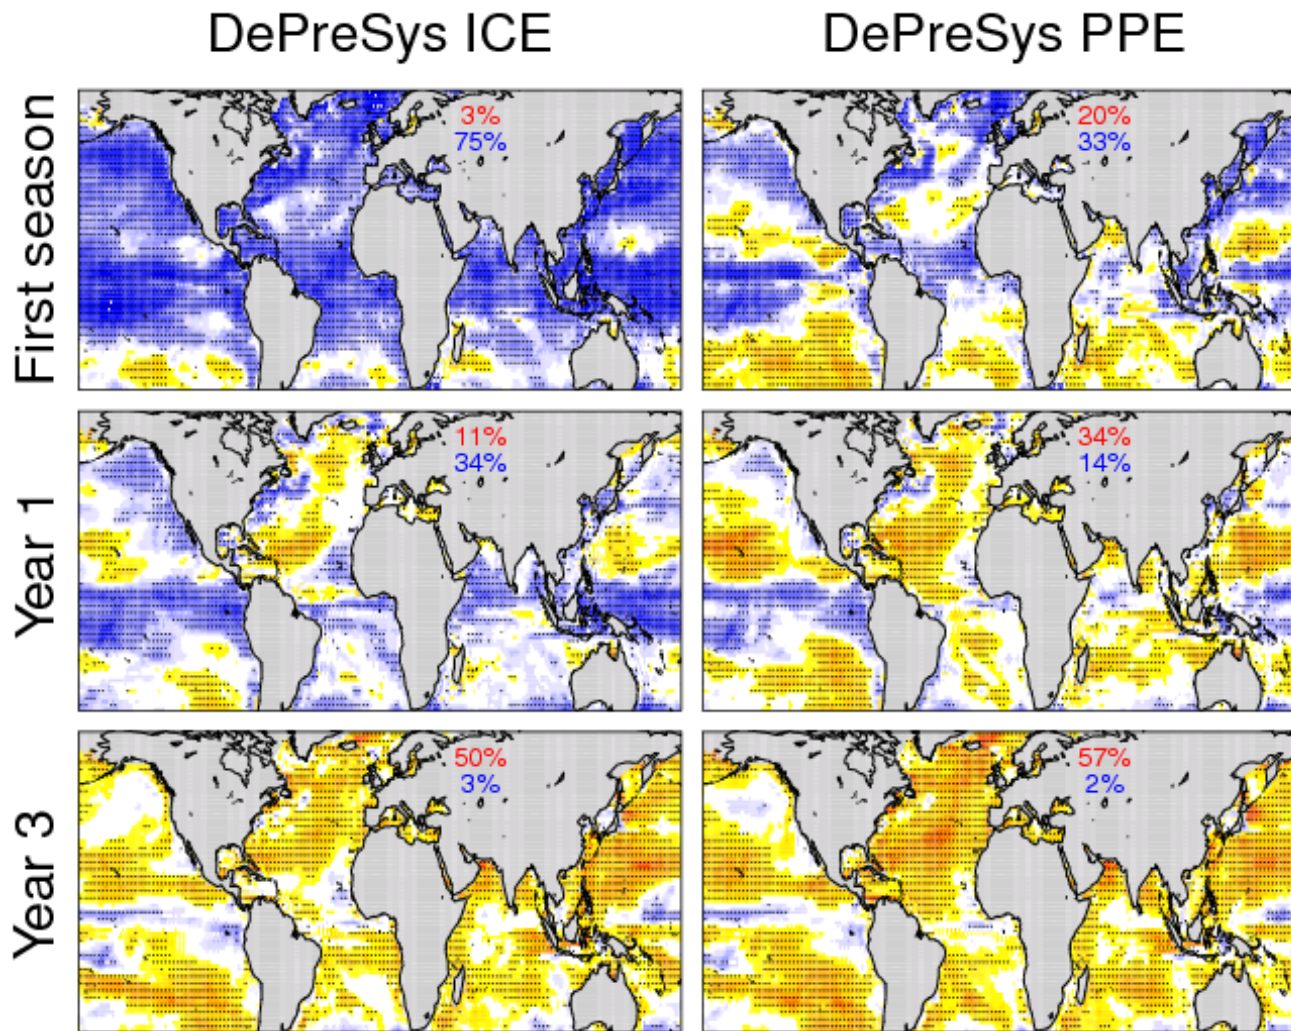 DePreSys ICE
DePreSys PPE
First season
3%
75%
20%
33%
Year 1
11%
34%
34%
14%
Year 3
50%
3%
57%
2%